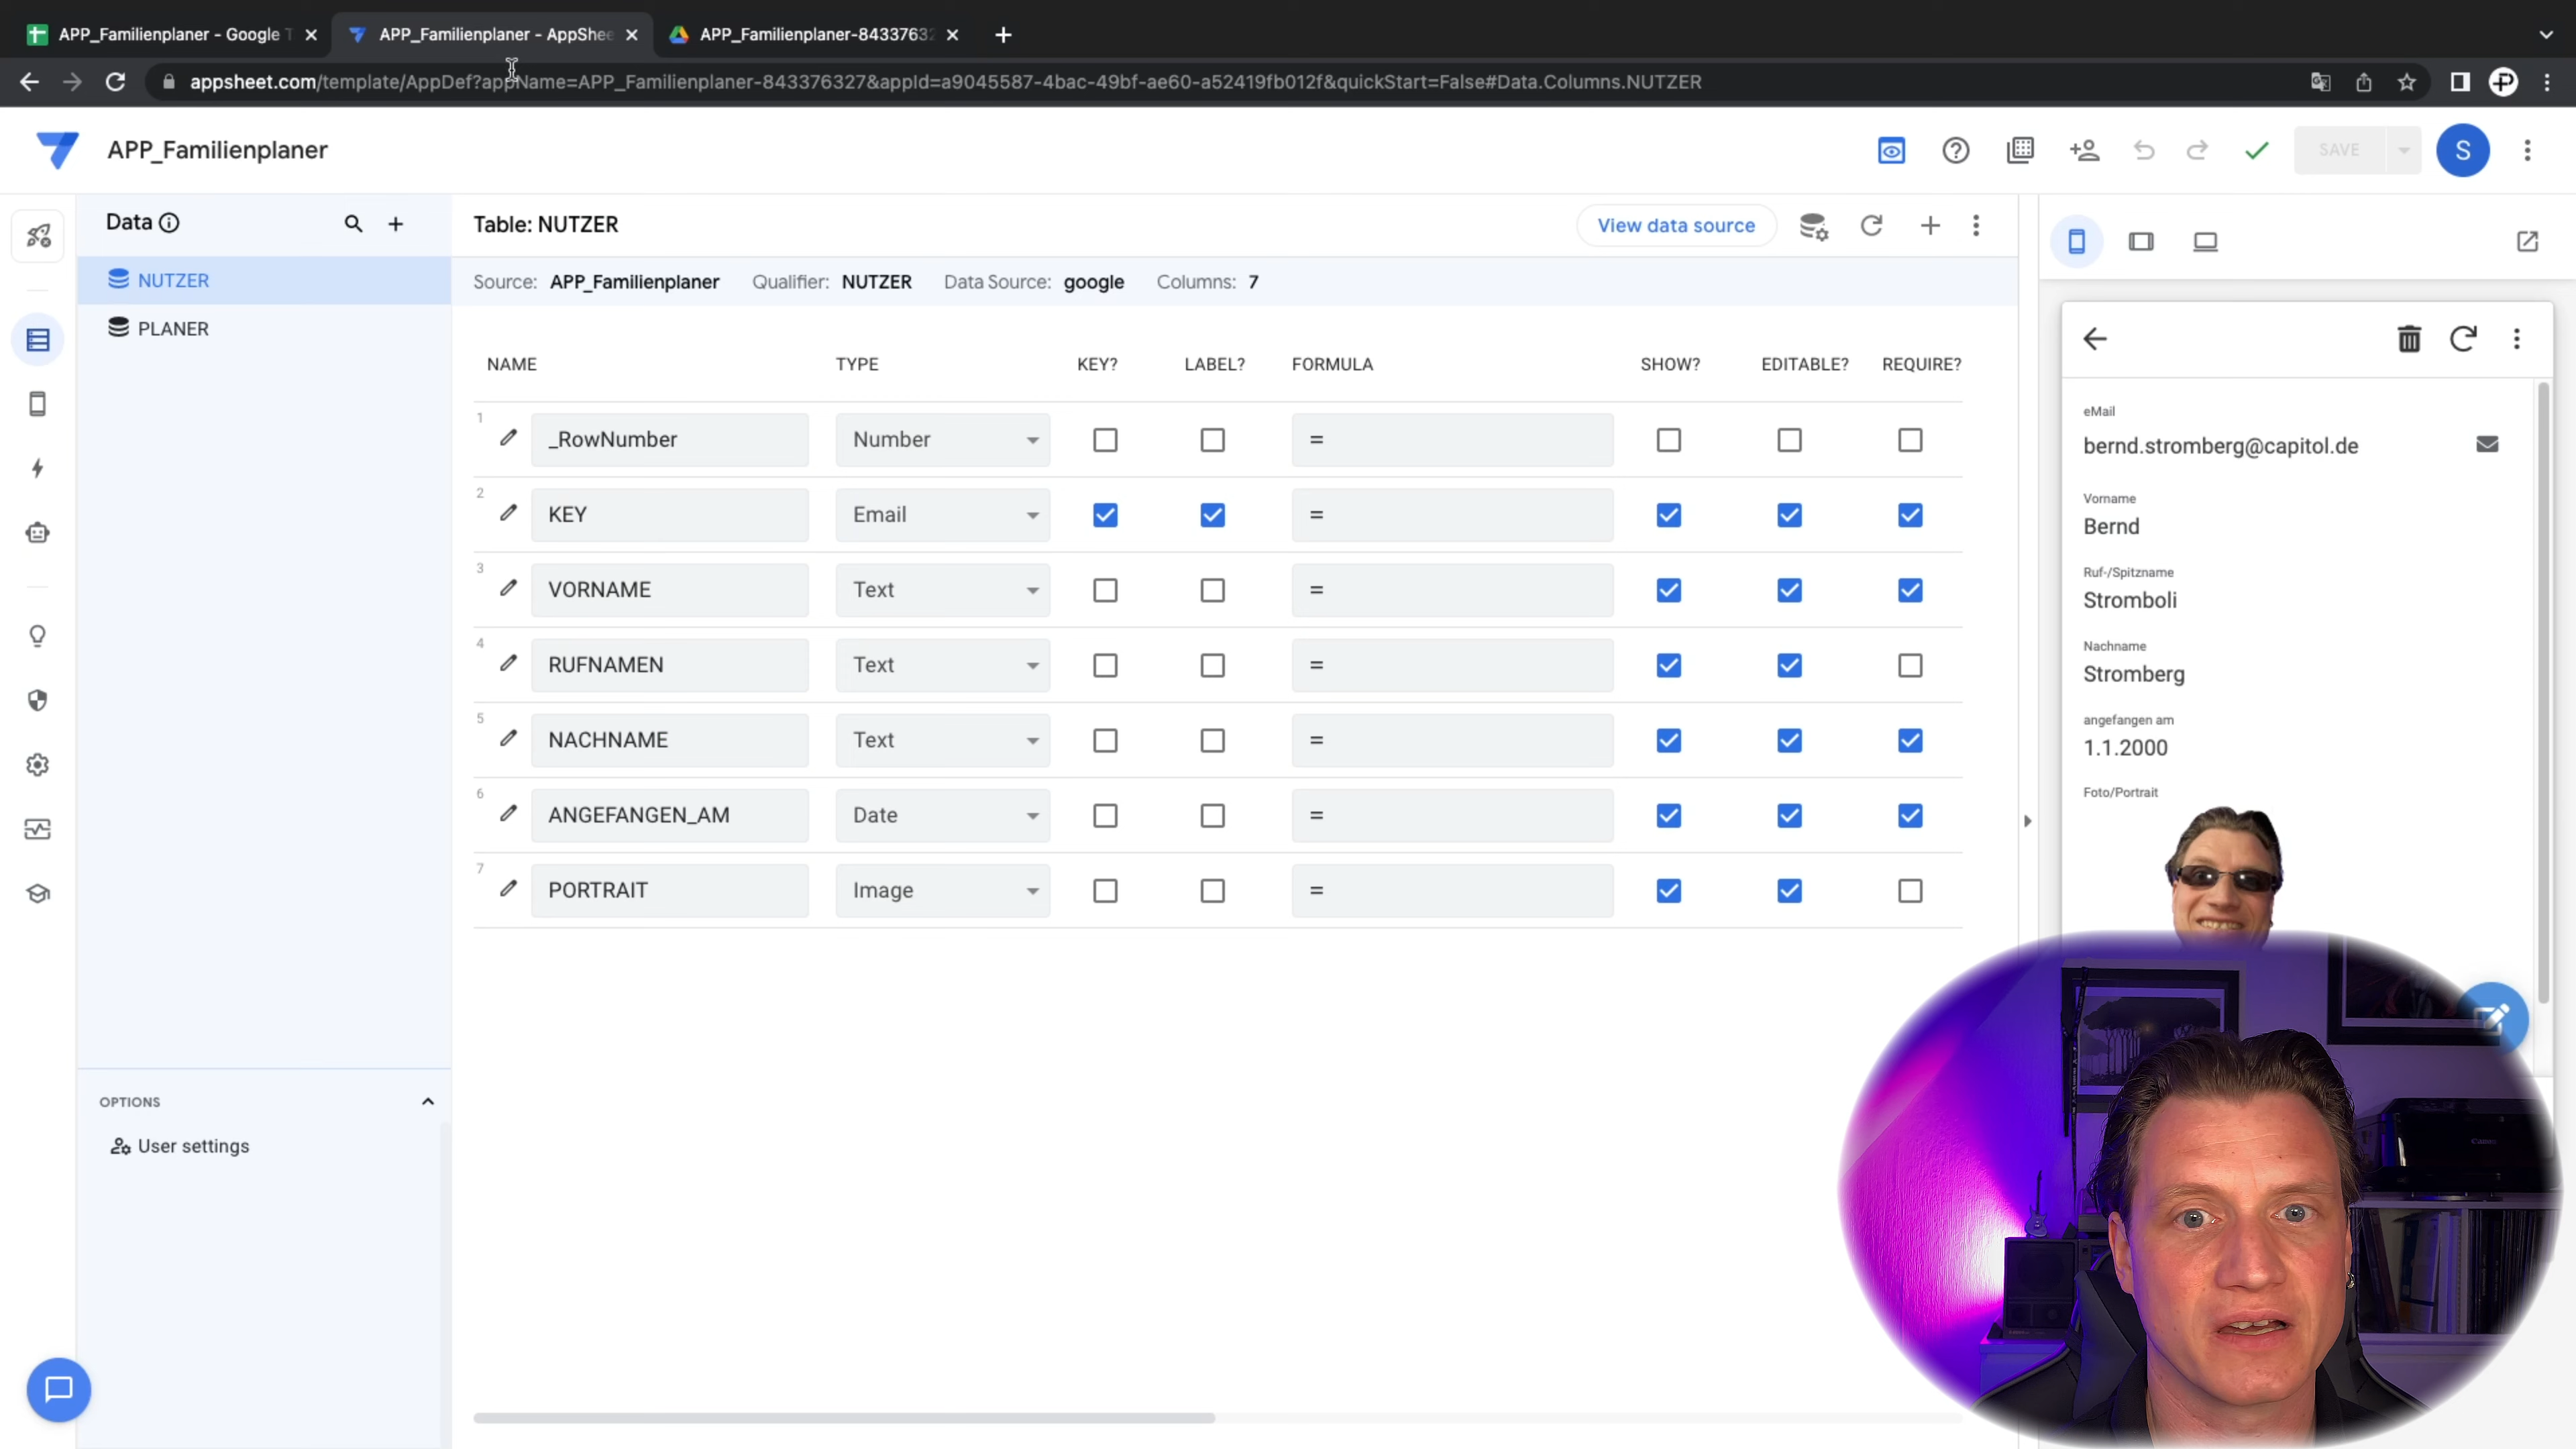 APP_Familienplaner - Google T
APP_Familienplaner - AppShee
APP_Familienplaner-84337632
appsheet.com/template/AppDef?appName=APP_Familienplaner-843376327&appId=a9045587-4bac-49bf-ae60-a52419fb012f&quickStart=False#Data.Columns.NUTZER
APP_Familienplaner
SAVE
S
Data
NUTZER
PLANER
OPTIONS
User settings
Table: NUTZER
View data source
Source: APP_Familienplaner Qualifier: NUTZER Data Source: google Columns: 7
NAME TYPE KEY? LABEL? FORMULA SHOW? EDITABLE? REQUIRE?
1 _RowNumber Number =
2 KEY Email =
3 VORNAME Text =
4 RUFNAMEN Text =
5 NACHNAME Text =
6 ANGEFANGEN_AM Date =
7 PORTRAIT Image =
eMail
bernd.stromberg@capitol.de
Vorname
Bernd
Ruf-/Spitzname
Stromboli
Nachname
Stromberg
angefangen am
1.1.2000
Foto/Portrait
Canon